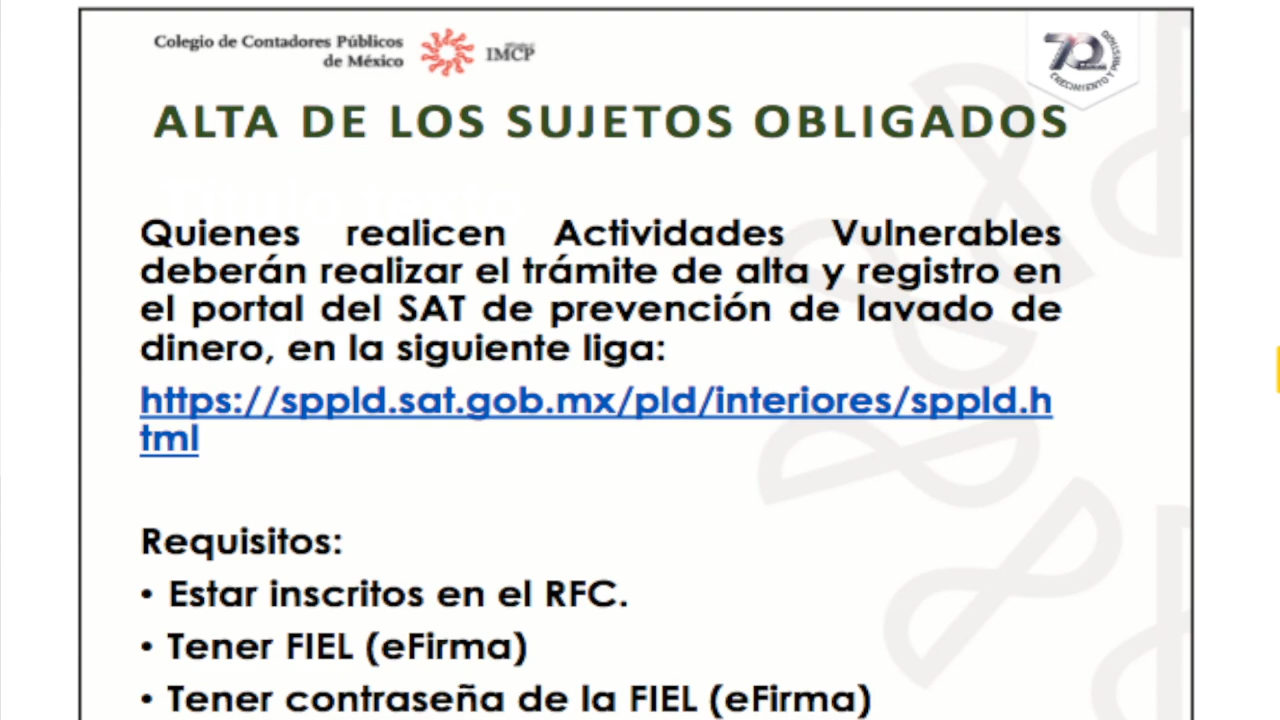 Colegio de Contadores Públicos
de México
IMCP
70
CRECIMIENTO Y PRESTIGIO
ALTA DE LOS SUJETOS OBLIGADOS
Quienes realicen Actividades Vulnerables
deberán realizar el trámite de alta y registro en
el portal del SAT de prevención de lavado de
dinero, en la siguiente liga:
https://sppld.sat.gob.mx/pld/interiores/sppld.h
tml
Requisitos:
• Estar inscritos en el RFC.
• Tener FIEL (eFirma)
• Tener contraseña de la FIEL (eFirma)